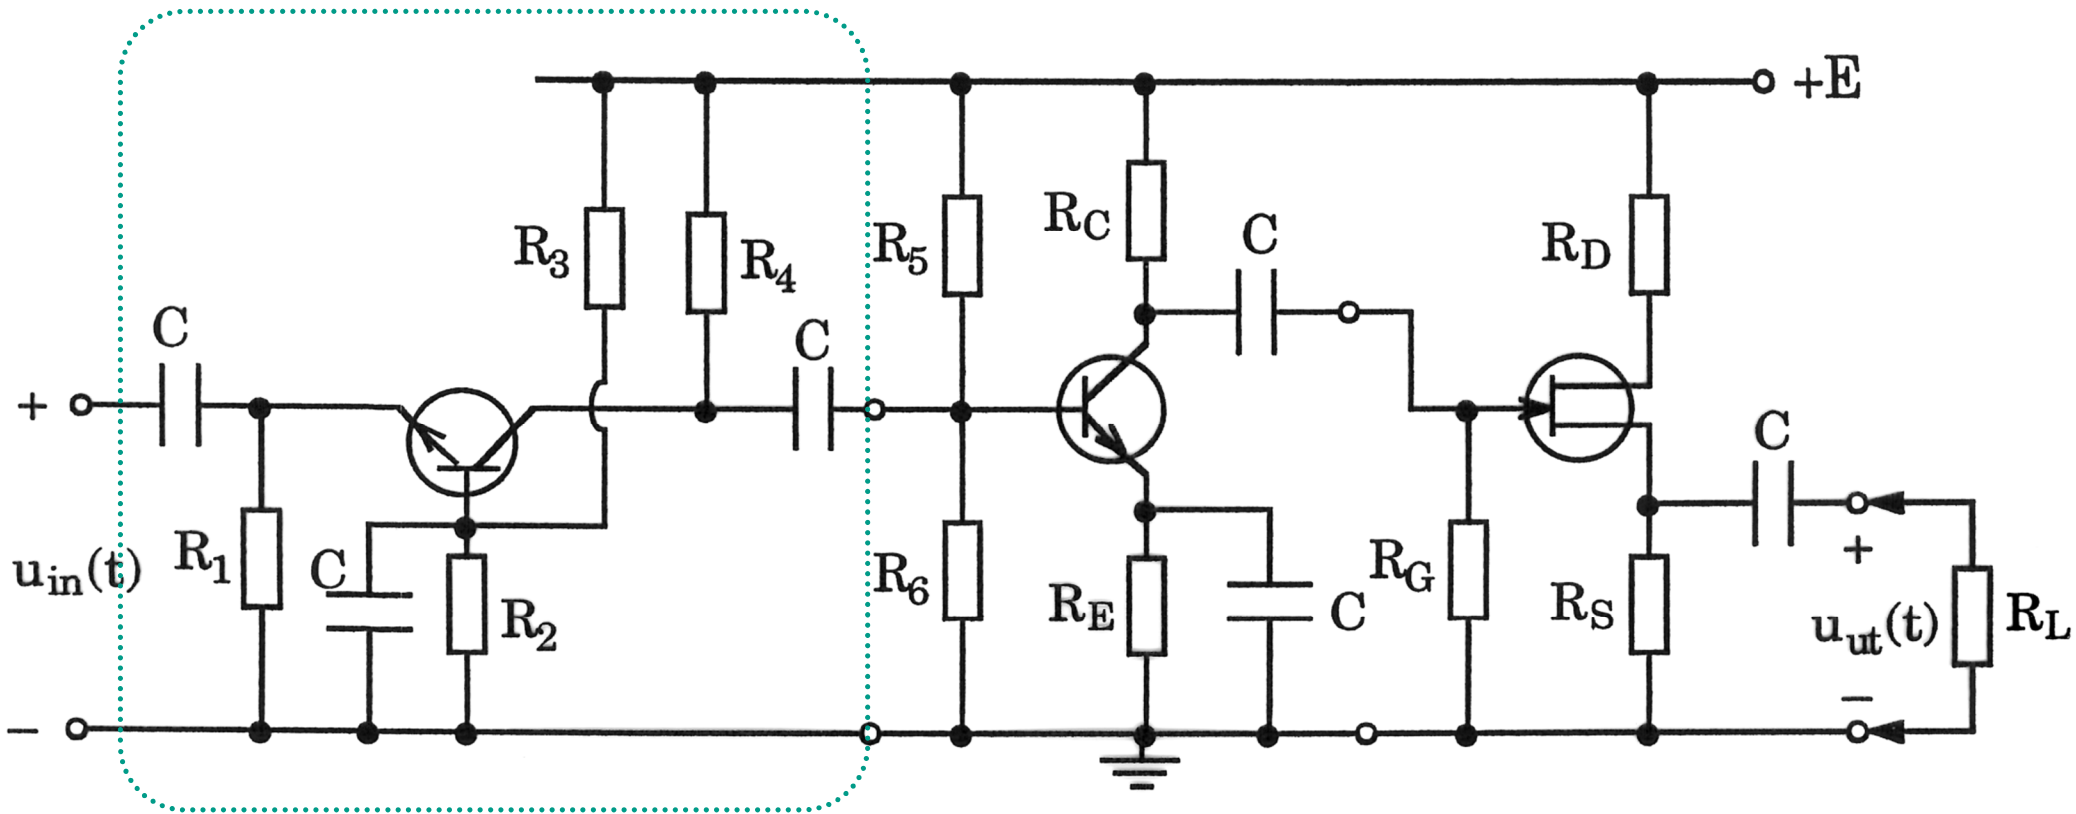 +E
R3
R4
R5
RC
C
RD
C
C
C
+
uin(t)
R1
C
R2
R6
RE
C
RG
RS
+
uut(t)
RL
−
−